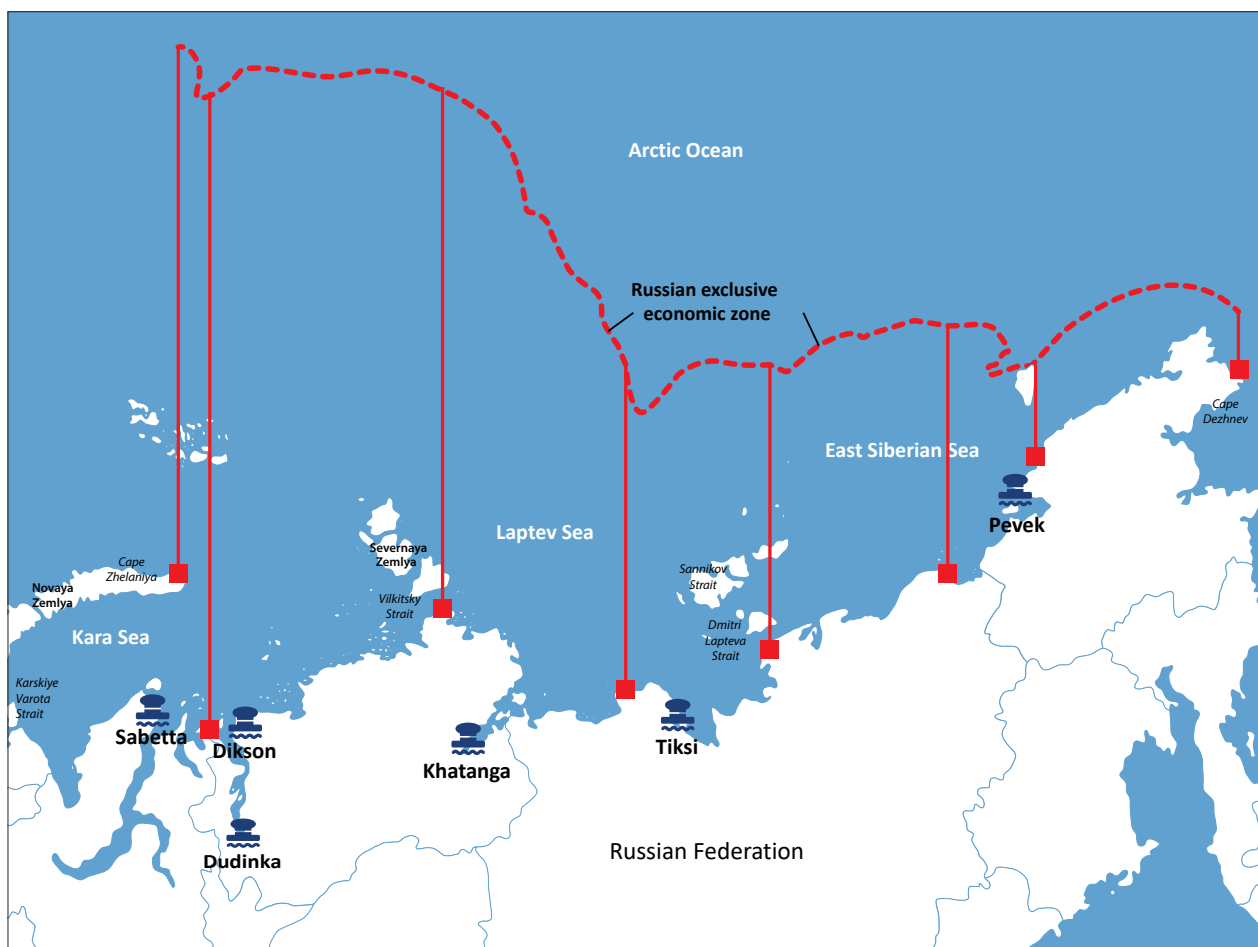 Arctic Ocean
Russian exclusive
economic zone
Cape
Dezhnev
East Siberian Sea
Pevek
Laptev Sea
Severnaya
Zemlya
Cape
Zhelaniya
Sannikov
Strait
Novaya
Zemlya
Vilkitsky
Strait
Dmitri
Lapteva
Strait
Kara Sea
Karskiye
Varota
Strait
Sabetta
Dikson
Tiksi
Khatanga
Dudinka
Russian Federation